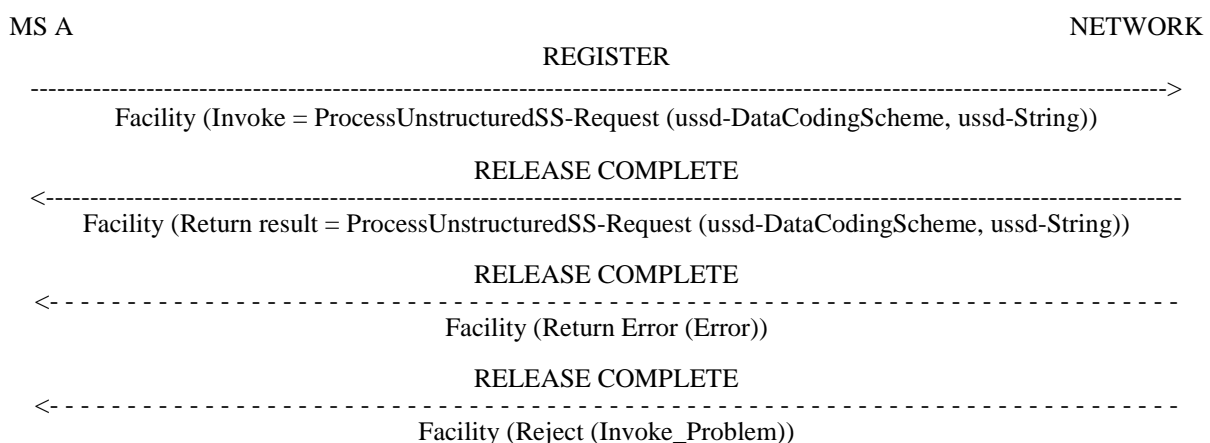 MS A NETWORK
REGISTER
------------------------------------------------------------------------------------------------------------------------------->
Facility (Invoke = ProcessUnstructuredSS-Request (ussd-DataCodingScheme, ussd-String))
RELEASE COMPLETE
<-------------------------------------------------------------------------------------------------------------------------------
Facility (Return result = ProcessUnstructuredSS-Request (ussd-DataCodingScheme, ussd-String))
RELEASE COMPLETE
<- - - - - - - - - - - - - - - - - - - - - - - - - - - - - - - - - - - - - - - - - - - - - - - - - - - - - - - - - - - - - - - - - - - - - - - -
Facility (Return Error (Error))
RELEASE COMPLETE
<- - - - - - - - - - - - - - - - - - - - - - - - - - - - - - - - - - - - - - - - - - - - - - - - - - - - - - - - - - - - - - - - - - - - - - - -
Facility (Reject (Invoke_Problem))